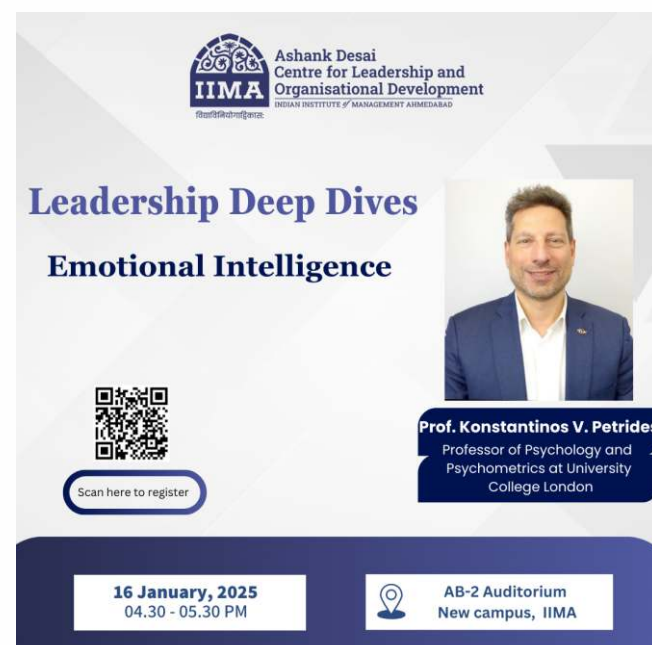 Ashank Desai
Centre for Leadership and
Organisational Development
INDIAN INSTITUTE of MANAGEMENT AHMEDABAD
IIMA
विद्याविनियोगाद्विकासः
Leadership Deep Dives
Emotional Intelligence
Prof. Konstantinos V. Petrides
Professor of Psychology and
Psychometrics at University
College London
Scan here to register
16 January, 2025
04.30 - 05.30 PM
AB-2 Auditorium
New campus, IIMA